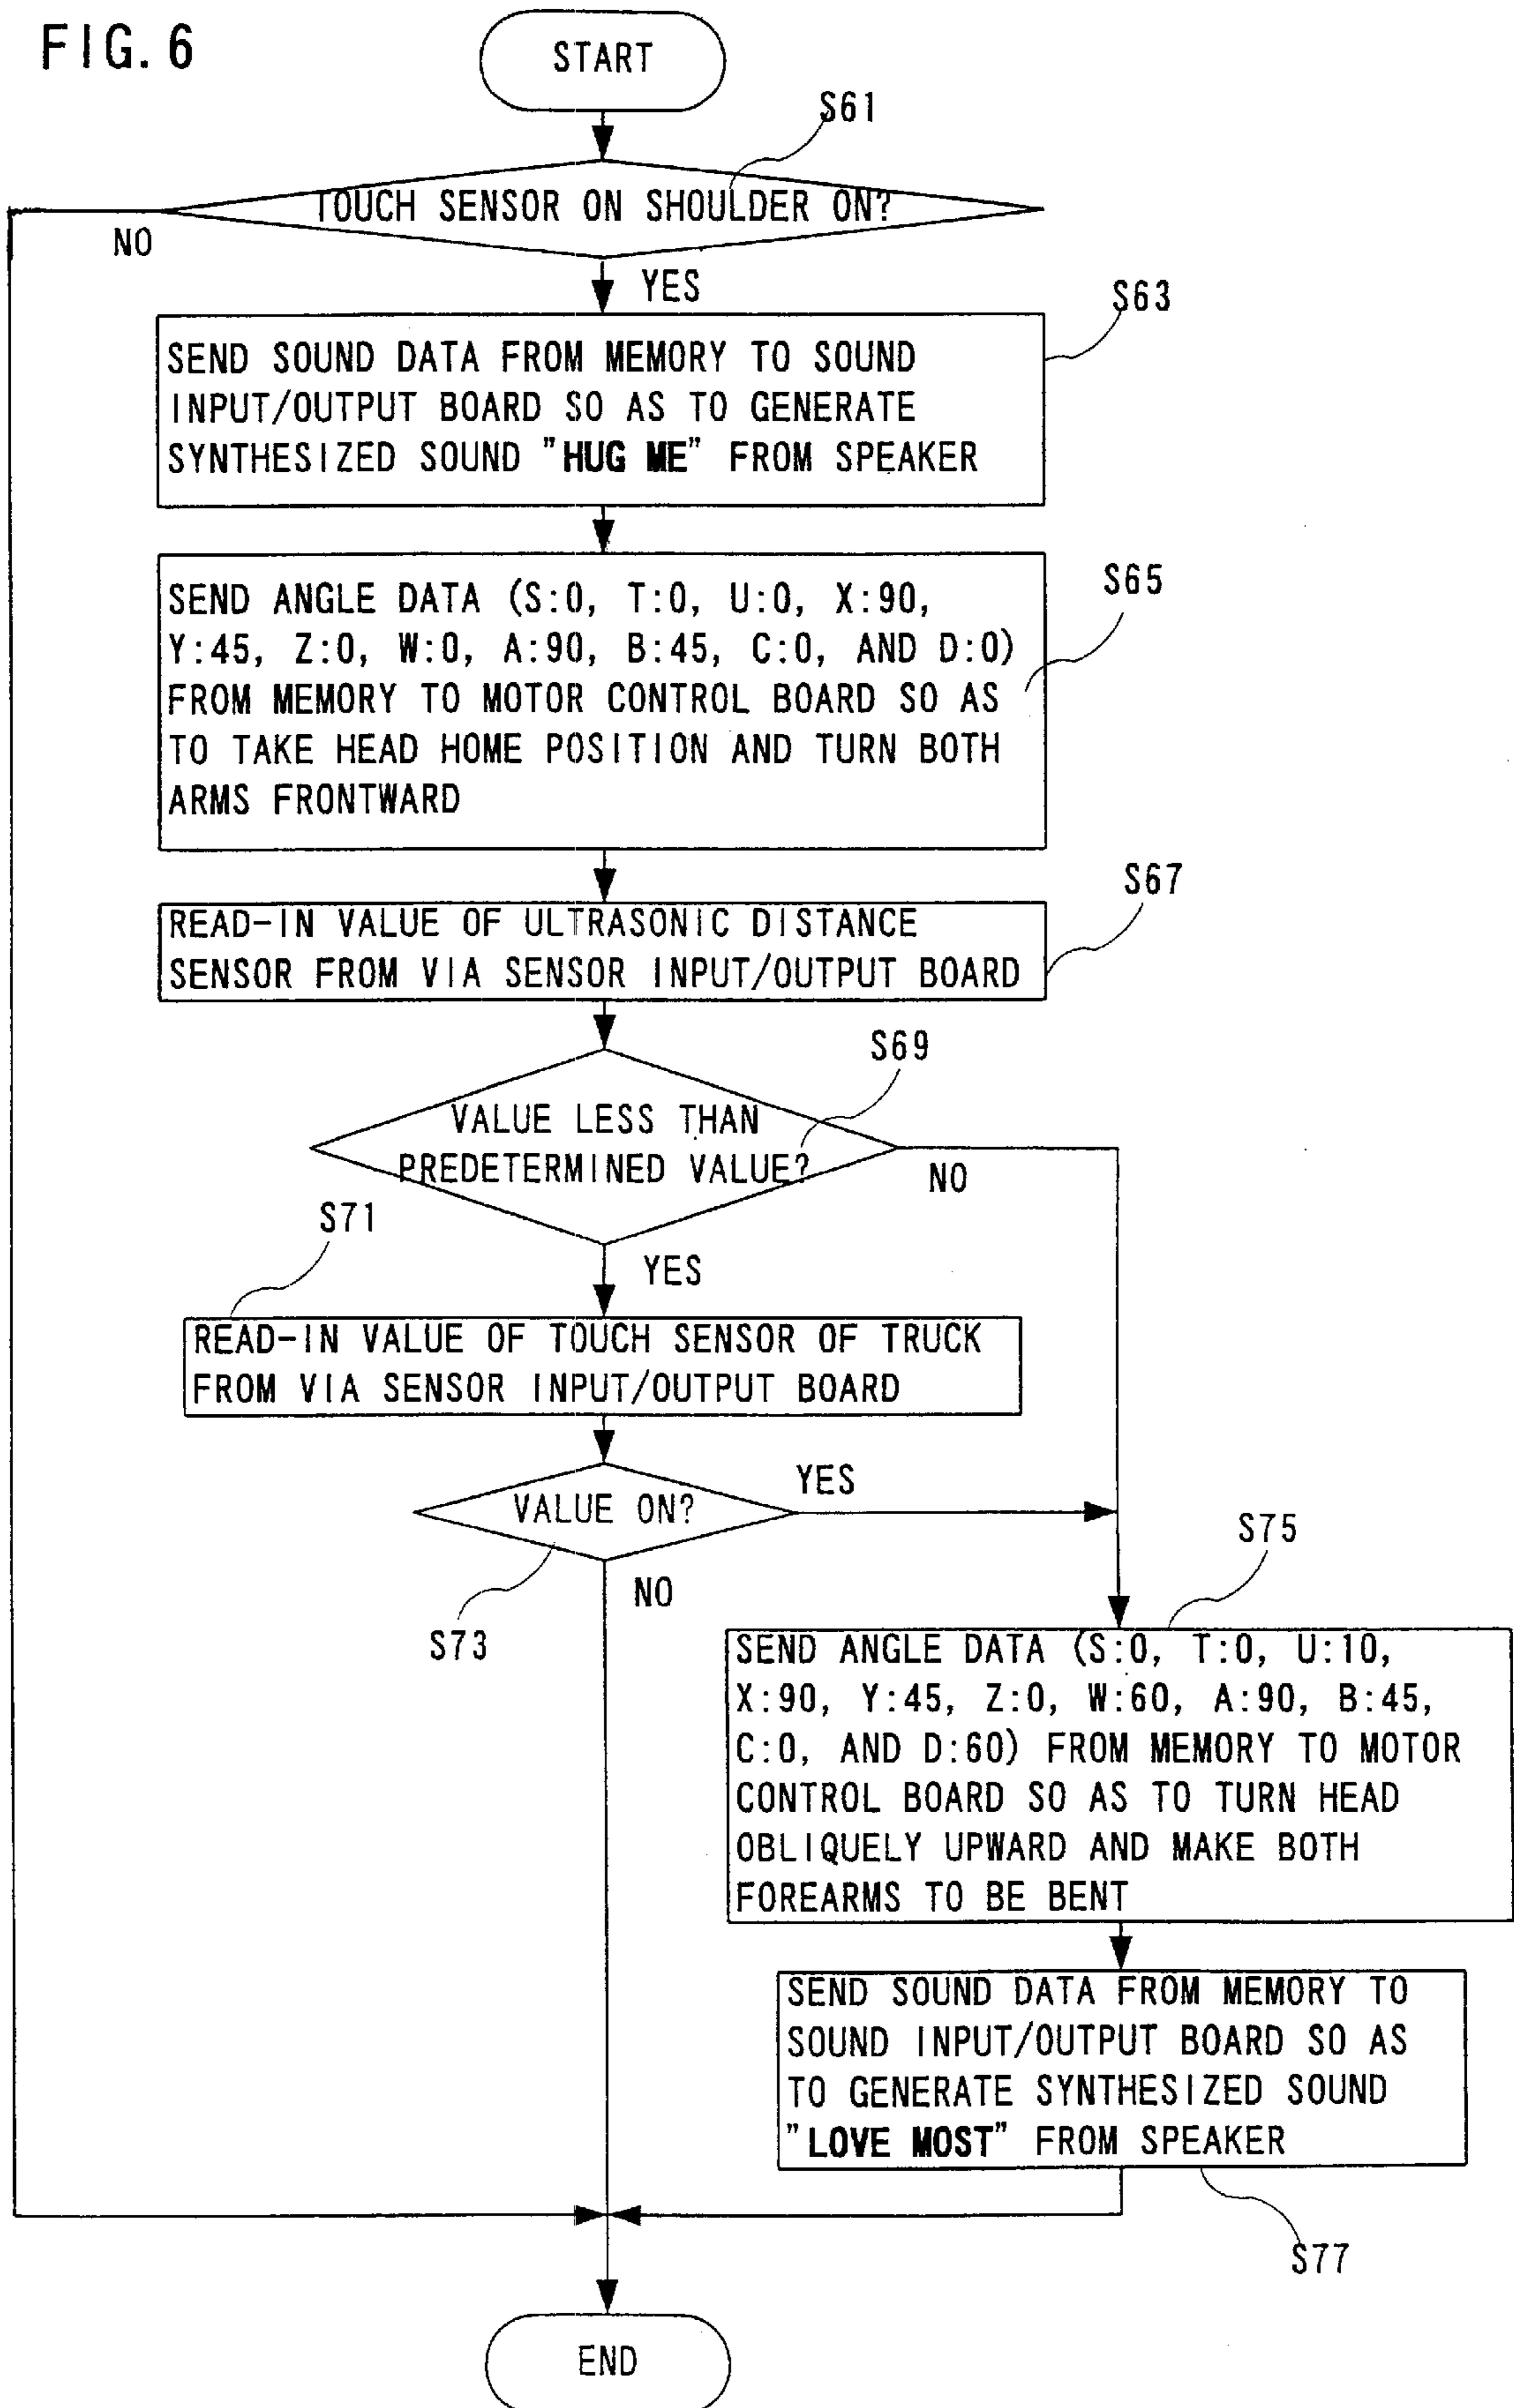 FIG. 6
START
S61
TOUCH SENSOR ON SHOULDER ON?
NO
YES
S63
SEND SOUND DATA FROM MEMORY TO SOUND
INPUT/OUTPUT BOARD SO AS TO GENERATE
SYNTHESIZED SOUND "HUG ME" FROM SPEAKER
S65
SEND ANGLE DATA (S:0, T:0, U:0, X:90,
Y:45, Z:0, W:0, A:90, B:45, C:0, AND D:0)
FROM MEMORY TO MOTOR CONTROL BOARD SO AS
TO TAKE HEAD HOME POSITION AND TURN BOTH
ARMS FRONTWARD
S67
READ-IN VALUE OF ULTRASONIC DISTANCE
SENSOR FROM VIA SENSOR INPUT/OUTPUT BOARD
S69
VALUE LESS THAN
PREDETERMINED VALUE?
NO
S71
YES
READ-IN VALUE OF TOUCH SENSOR OF TRUCK
FROM VIA SENSOR INPUT/OUTPUT BOARD
YES
VALUE ON?
S75
NO
S73
SEND ANGLE DATA (S:0, T:0, U:10,
X:90, Y:45, Z:0, W:60, A:90, B:45,
C:0, AND D:60) FROM MEMORY TO MOTOR
CONTROL BOARD SO AS TO TURN HEAD
OBLIQUELY UPWARD AND MAKE BOTH
FOREARMS TO BE BENT
SEND SOUND DATA FROM MEMORY TO
SOUND INPUT/OUTPUT BOARD SO AS
TO GENERATE SYNTHESIZED SOUND
"LOVE MOST" FROM SPEAKER
S77
END